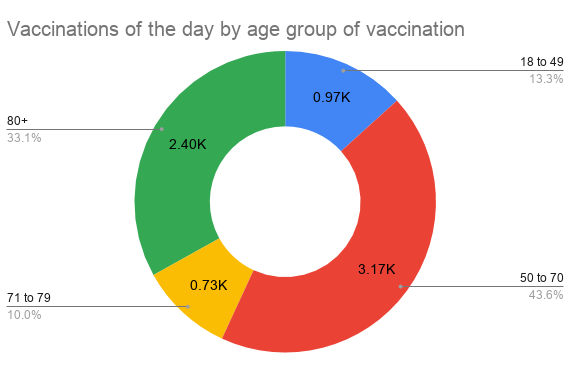 Vaccinations of the day by age group of vaccination
18 to 49
13.3%
0.97K
80+
33.1%
2.40K
3.17K
50 to 70
43.6%
0.73K
71 to 79
10.0%